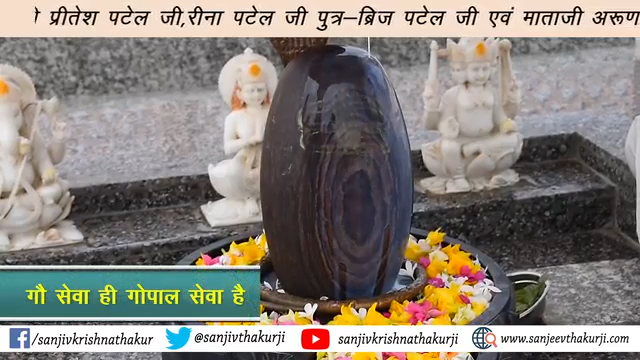 प्रीतेश पटेल जी,रीना पटेल जी पुत्र–ब्रिज पटेल जी एवं माताजी अरूण
गौ सेवा ही गोपाल सेवा है
/sanjivkrishnathakur @sanjivthakurji /sanjivkrishnathakurji www.sanjeevthakurji.com